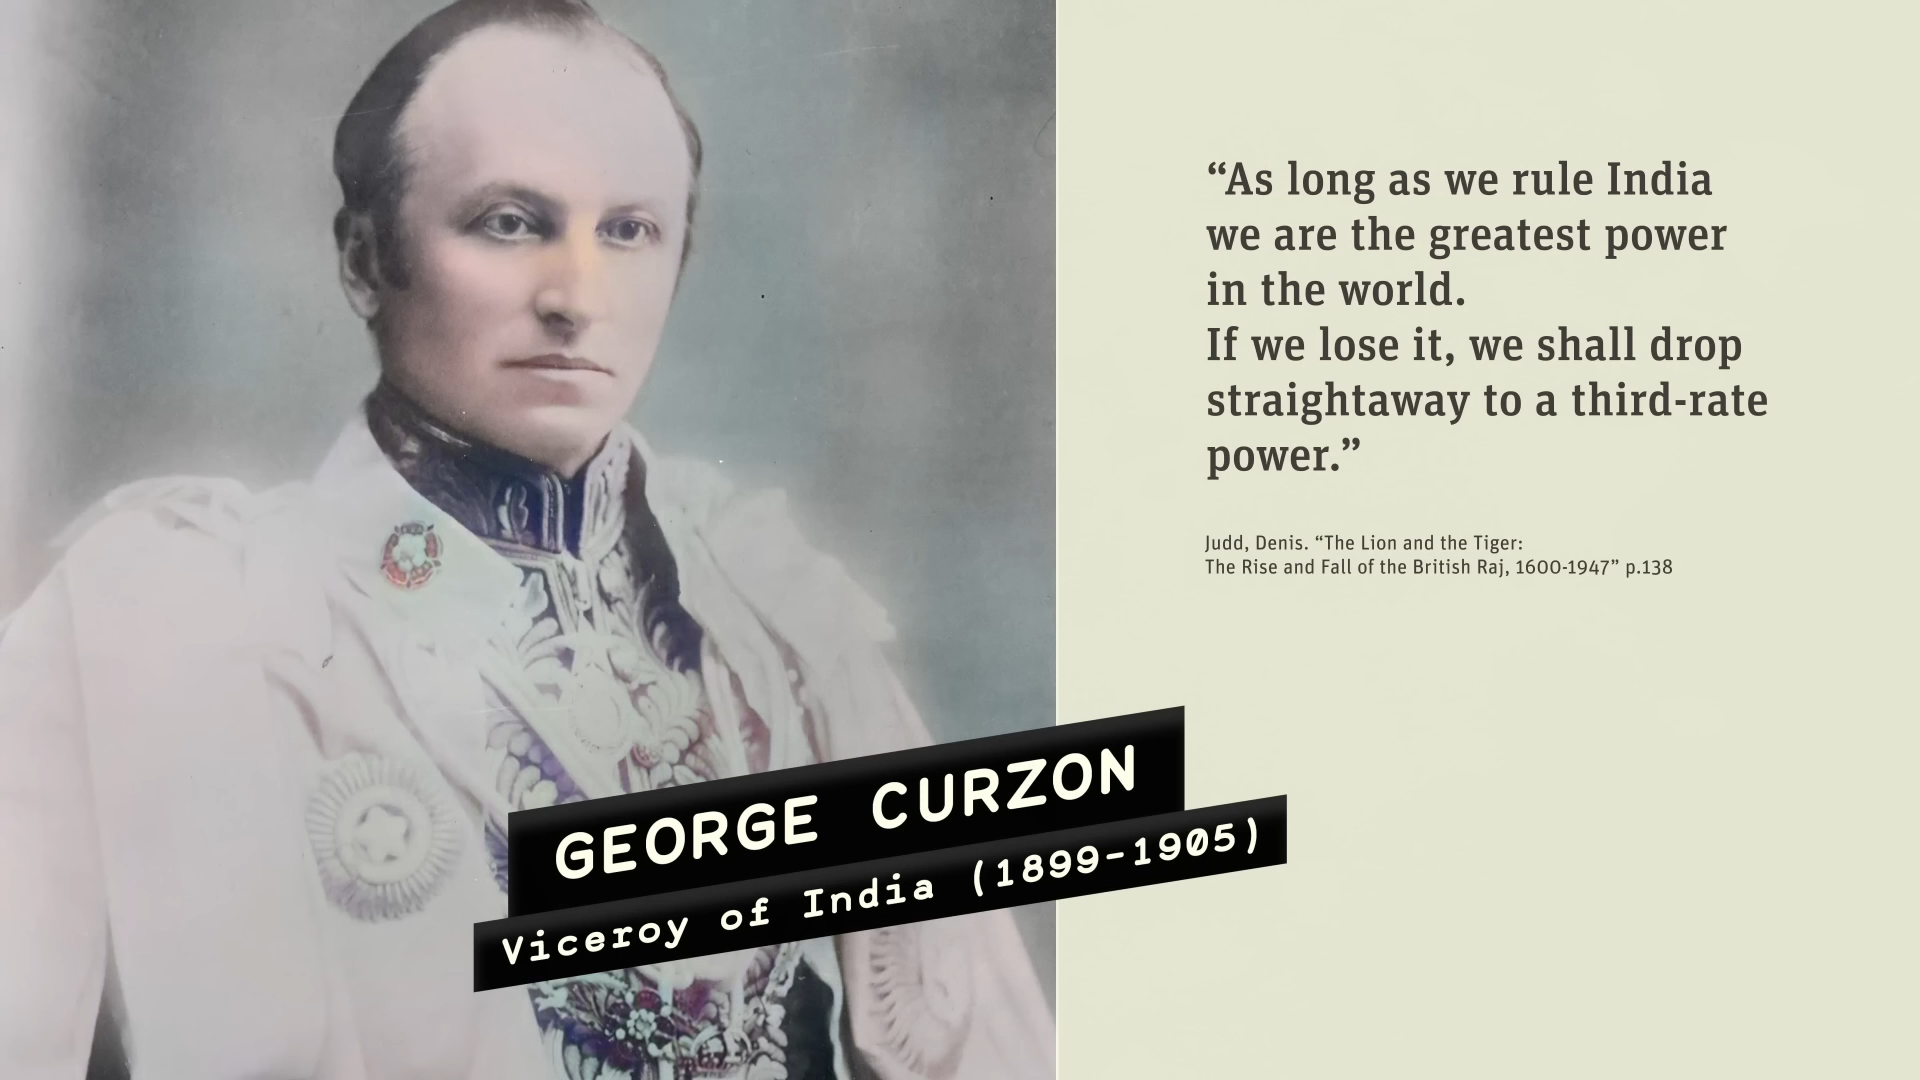 “As long as we rule India
we are the greatest power
in the world.
If we lose it, we shall drop
straightaway to a third-rate
power.”
Judd, Denis. “The Lion and the Tiger:
The Rise and Fall of the British Raj, 1600-1947” p.138
GEORGE CURZON
Viceroy of India (1899-1905)